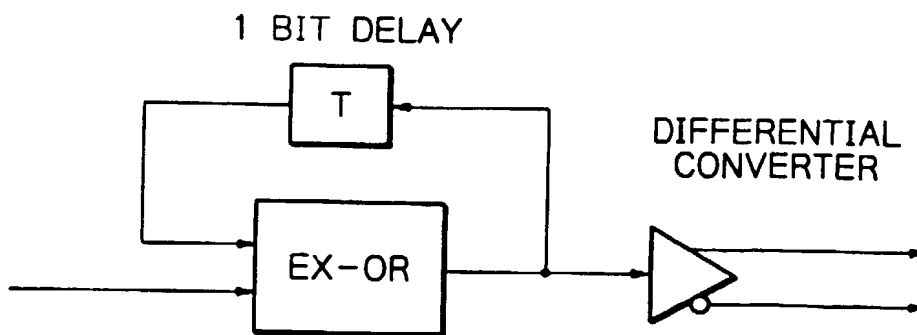 1 BIT DELAY
T
DIFFERENTIAL
CONVERTER
EX-OR